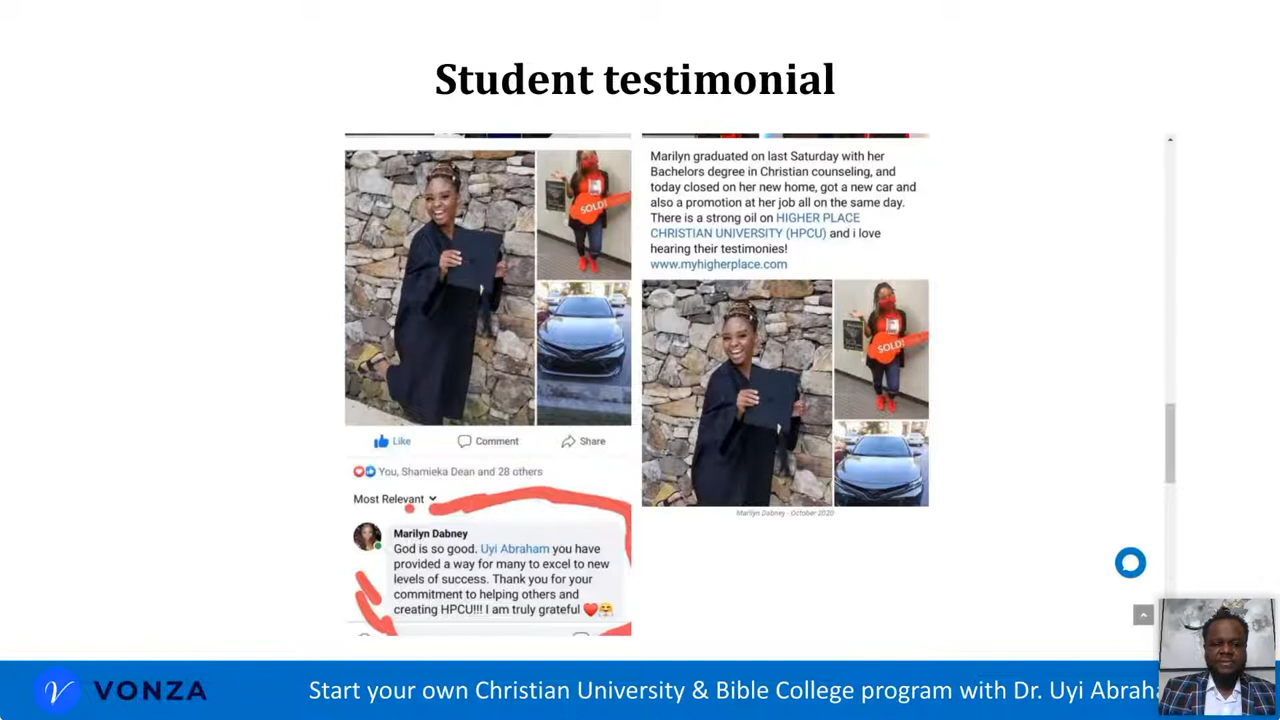 Student testimonial
SOLD!
Like
Comment
Share
You, Shamieka Dean and 28 others
Most Relevant
Marilyn Dabney
God is so good. Uyi Abraham you have
provided a way for many to excel to new
levels of success. Thank you for your
commitment to helping others and
creating HPCU!!! I am truly grateful ❤️🤗
Marilyn graduated on last Saturday with her
Bachelors degree in Christian counseling, and
today closed on her new home, got a new car and
also a promotion at her job all on the same day.
There is a strong oil on HIGHER PLACE
CHRISTIAN UNIVERSITY (HPCU) and i love
hearing their testimonies!
www.myhigherplace.com
SOLD!
Marilyn Dabney - October 2020
VONZA
Start your own Christian University & Bible College program with Dr. Uyi Abrah